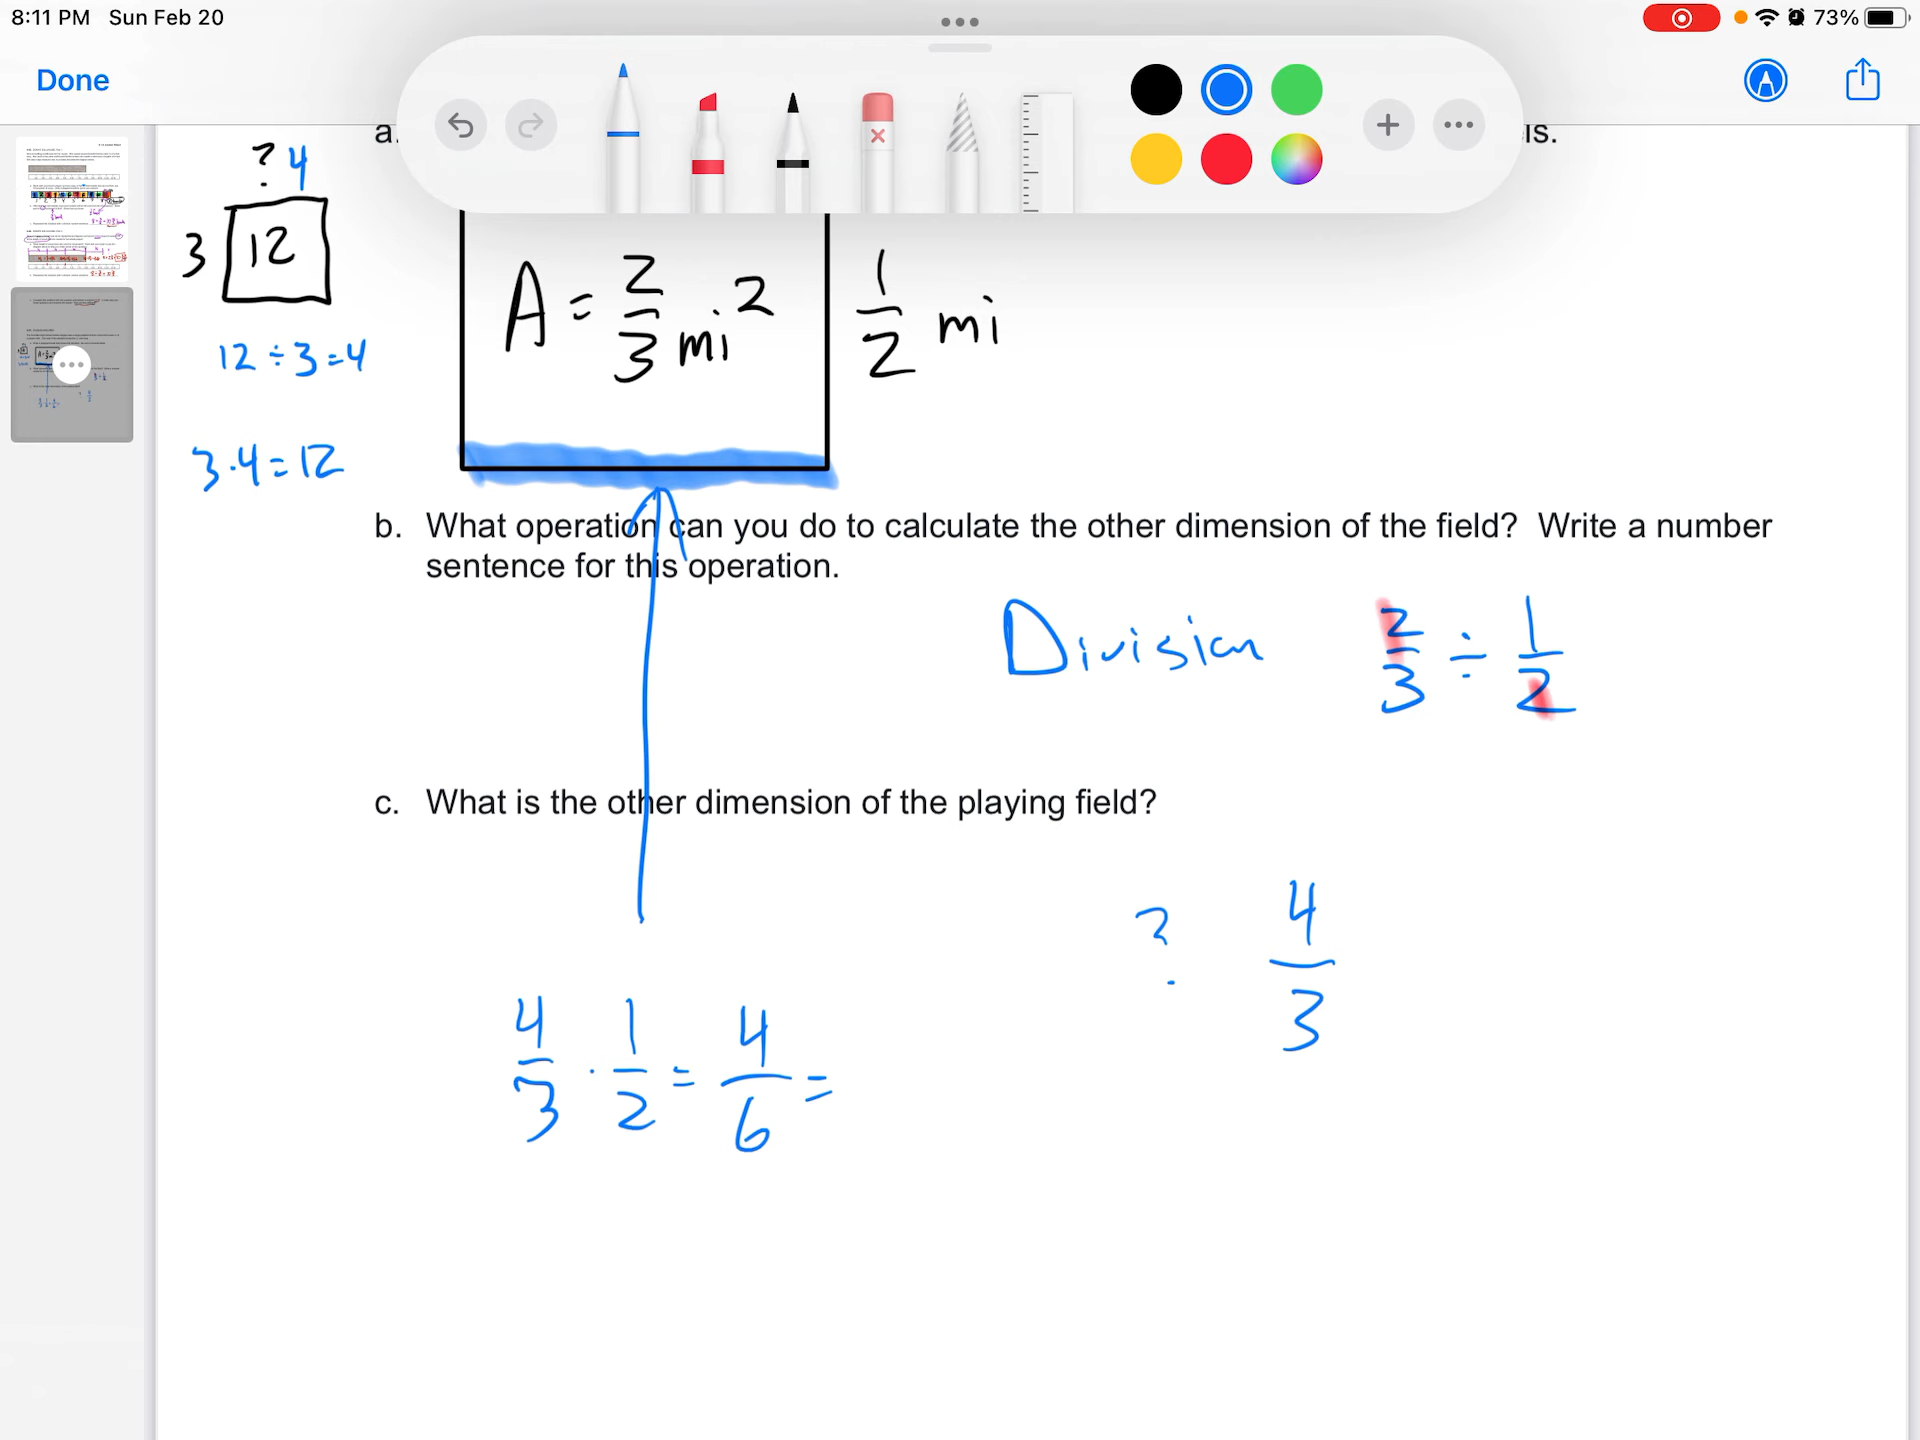 8:11 PM Sun Feb 20
73%
Done
a.
is.
? 4
3 12
12 ÷ 3 = 4
3 · 4 = 12
A = 2/3 mi²
1/2 mi
b. What operation can you do to calculate the other dimension of the field? Write a number
sentence for this operation.
Division 2/3 ÷ 1/2
c. What is the other dimension of the playing field?
? 4/3
4/3 · 1/2 = 4/6 =